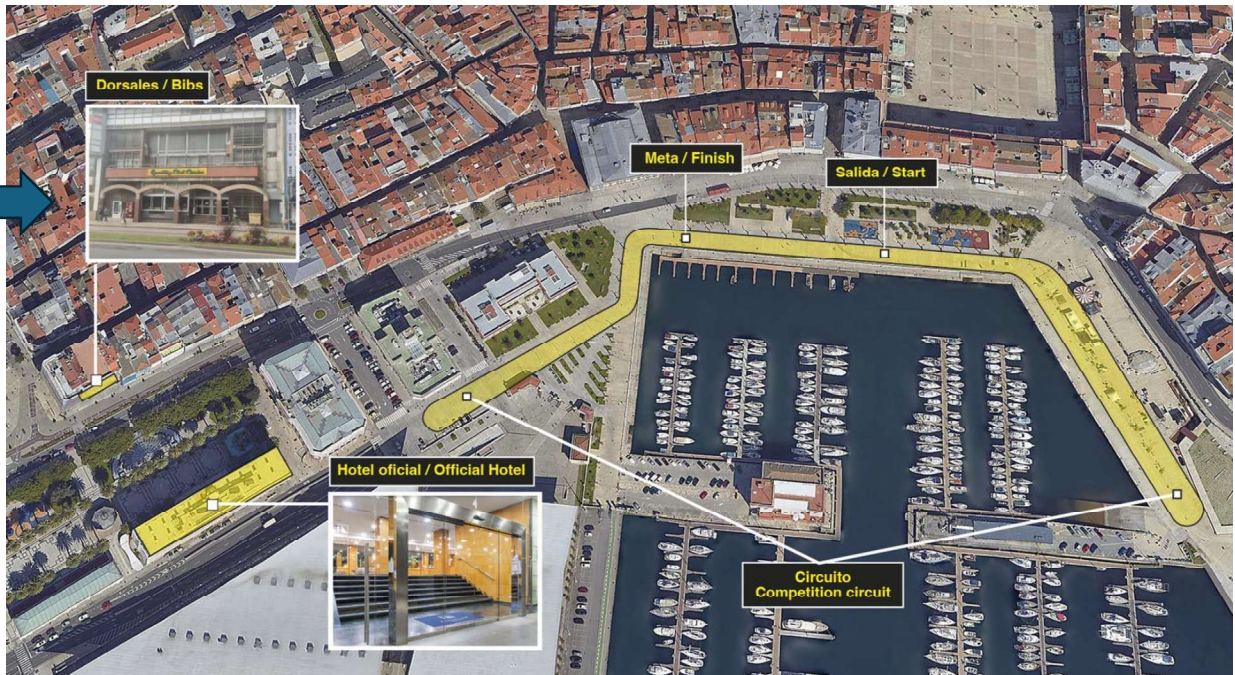 Dorsales / Bibs
Meta / Finish
Salida / Start
Hotel oficial / Official Hotel
Circuito
Competition circuit